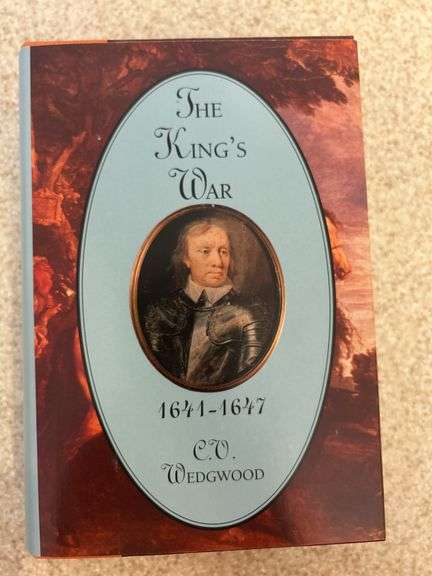 The
King's
War
1641-1647
C.V.
Wedgwood